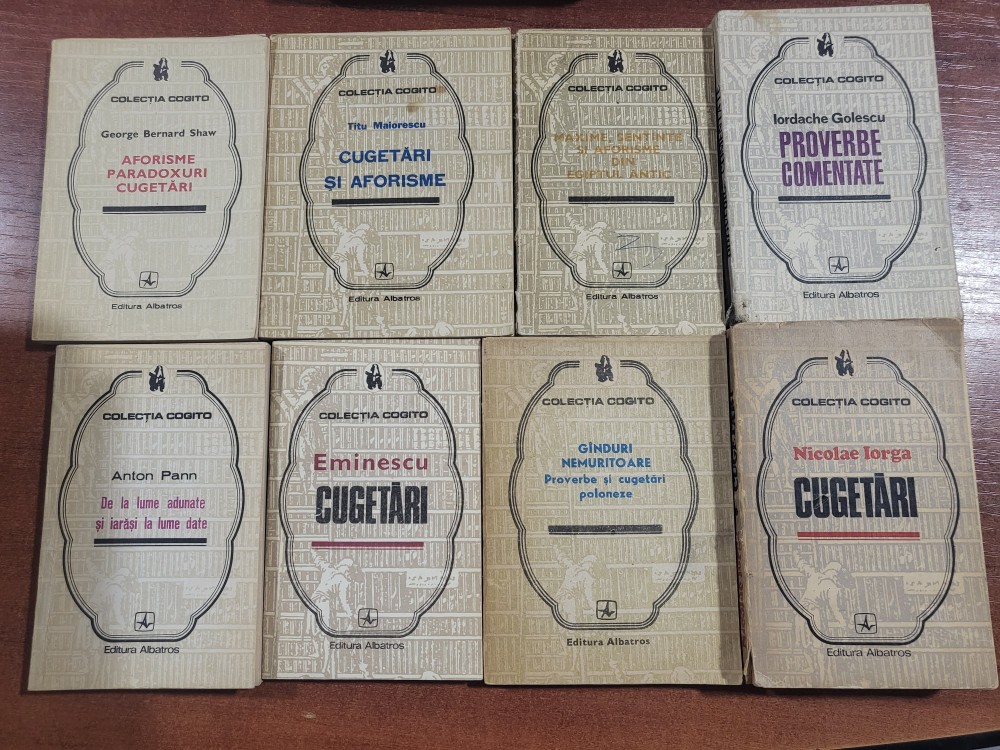 COLECȚIA COGITO
George Bernard Shaw
AFORISME
PARADOXURI
CUGETĂRI
Editura Albatros
COLECȚIA COGITO
Titu Maiorescu
CUGETĂRI
ȘI AFORISME
Editura Albatros
COLECȚIA COGITO
MAXIME, SENTINȚE
ȘI AFORISME
DIN
EGIPTUL ANTIC
Editura Albatros
COLECȚIA COGITO
Iordache Golescu
PROVERBE
COMENTATE
Editura Albatros
COLECȚIA COGITO
Anton Pann
De la lume adunate
și iarăși la lume date
Editura Albatros
COLECȚIA COGITO
Eminescu
CUGETĂRI
Editura Albatros
COLECȚIA COGITO
GÎNDURI
NEMURITOARE
Proverbe și cugetări
poloneze
Editura Albatros
COLECȚIA COGITO
Nicolae Iorga
CUGETĂRI
Editura Albatros